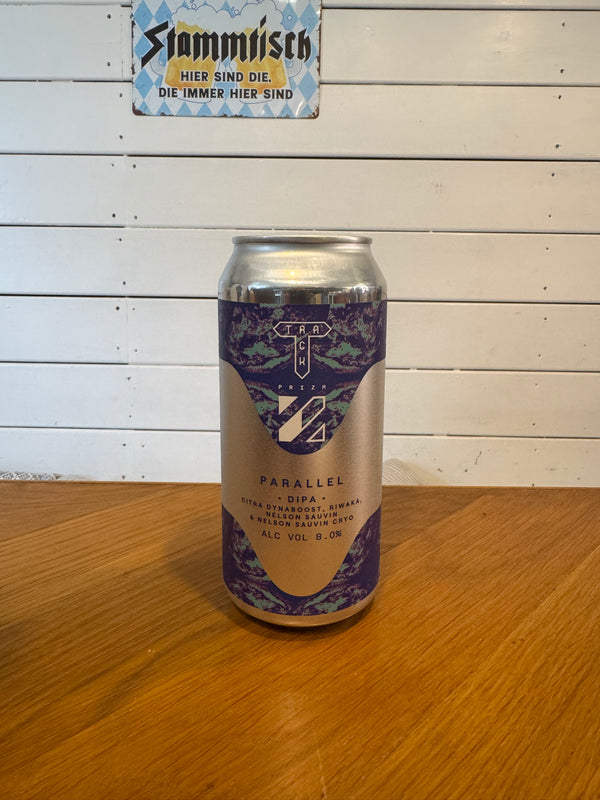 Stammtisch
HIER SIND DIE,
DIE IMMER HIER SIND
TRACK
PRIZM
PARALLEL
• DIPA •
CITRA DYNABOOST, RIWAKA,
NELSON SAUVIN
& NELSON SAUVIN CRYO
ALC VOL 8.0%